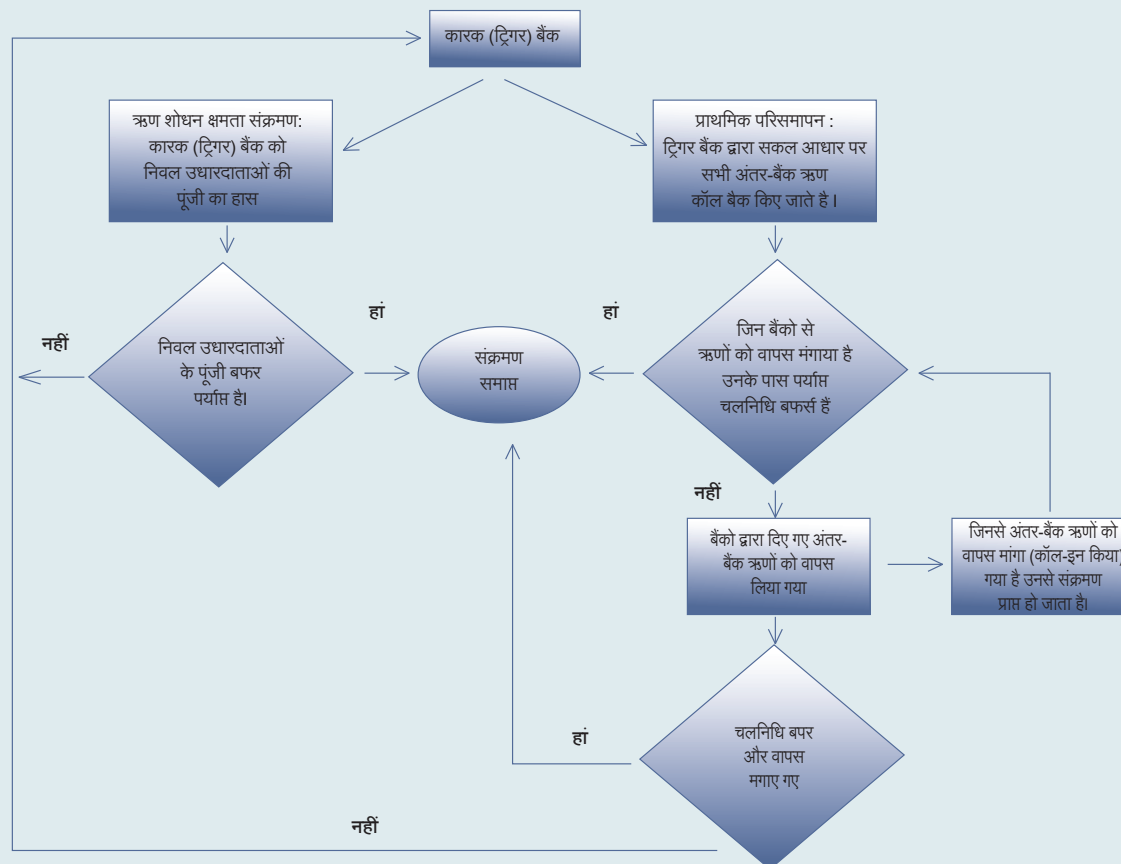 कारक (ट्रिगर) बैंक
ऋण शोधन क्षमता संक्रमण:
कारक (ट्रिगर) बैंक को
निवल उधारदाताओं की
पूंजी का हास
प्राथमिक परिसमापन :
ट्रिगर बैंक द्वारा सकल आधार पर
सभी अंतर-बैंक ऋण
कॉल बैक किए जाते है।
नहीं
निवल उधारदाताओं
के पूंजी बफर
पर्याप्त है।
हां
संक्रमण
समाप्त
हां
जिन बैंको से
ऋणों को वापस मंगाया है
उनके पास पर्याप्त
चलनिधि बफर्स हैं
नहीं
बैंको द्वारा दिए गए अंतर-
बैंक ऋणों को वापस
लिया गया
जिनसे अंतर-बैंक ऋणों को
वापस मांगा (कॉल-इन किया)
गया है उनसे संक्रमण
प्राप्त हो जाता है।
हां
चलनिधि बपर
और वापस
मगाए गए
नहीं